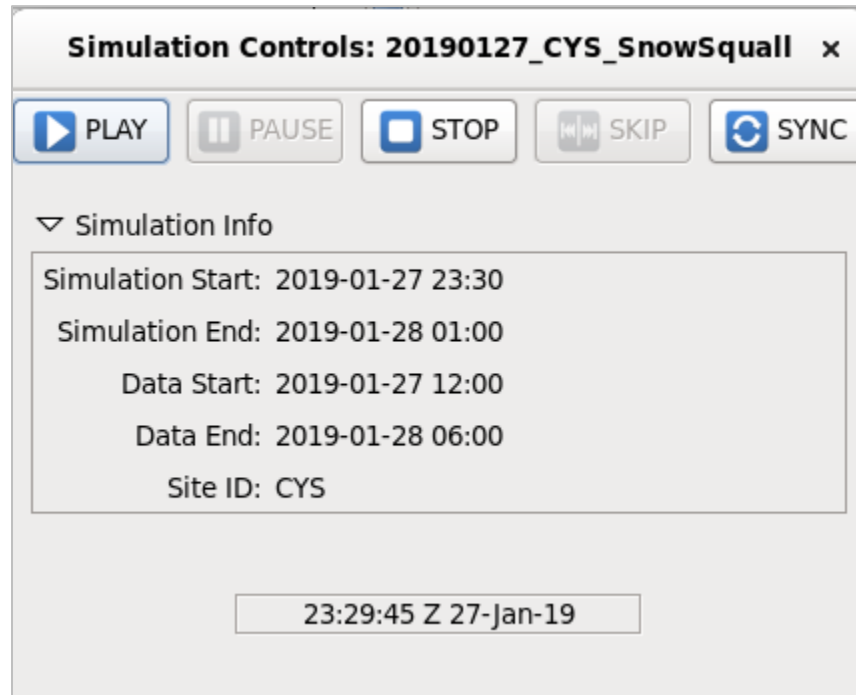 Simulation Controls: 20190127_CYS_SnowSquall ×
PLAY PAUSE STOP SKIP SYNC
Simulation Info
Simulation Start: 2019-01-27 23:30
Simulation End: 2019-01-28 01:00
Data Start: 2019-01-27 12:00
Data End: 2019-01-28 06:00
Site ID: CYS
23:29:45 Z 27-Jan-19